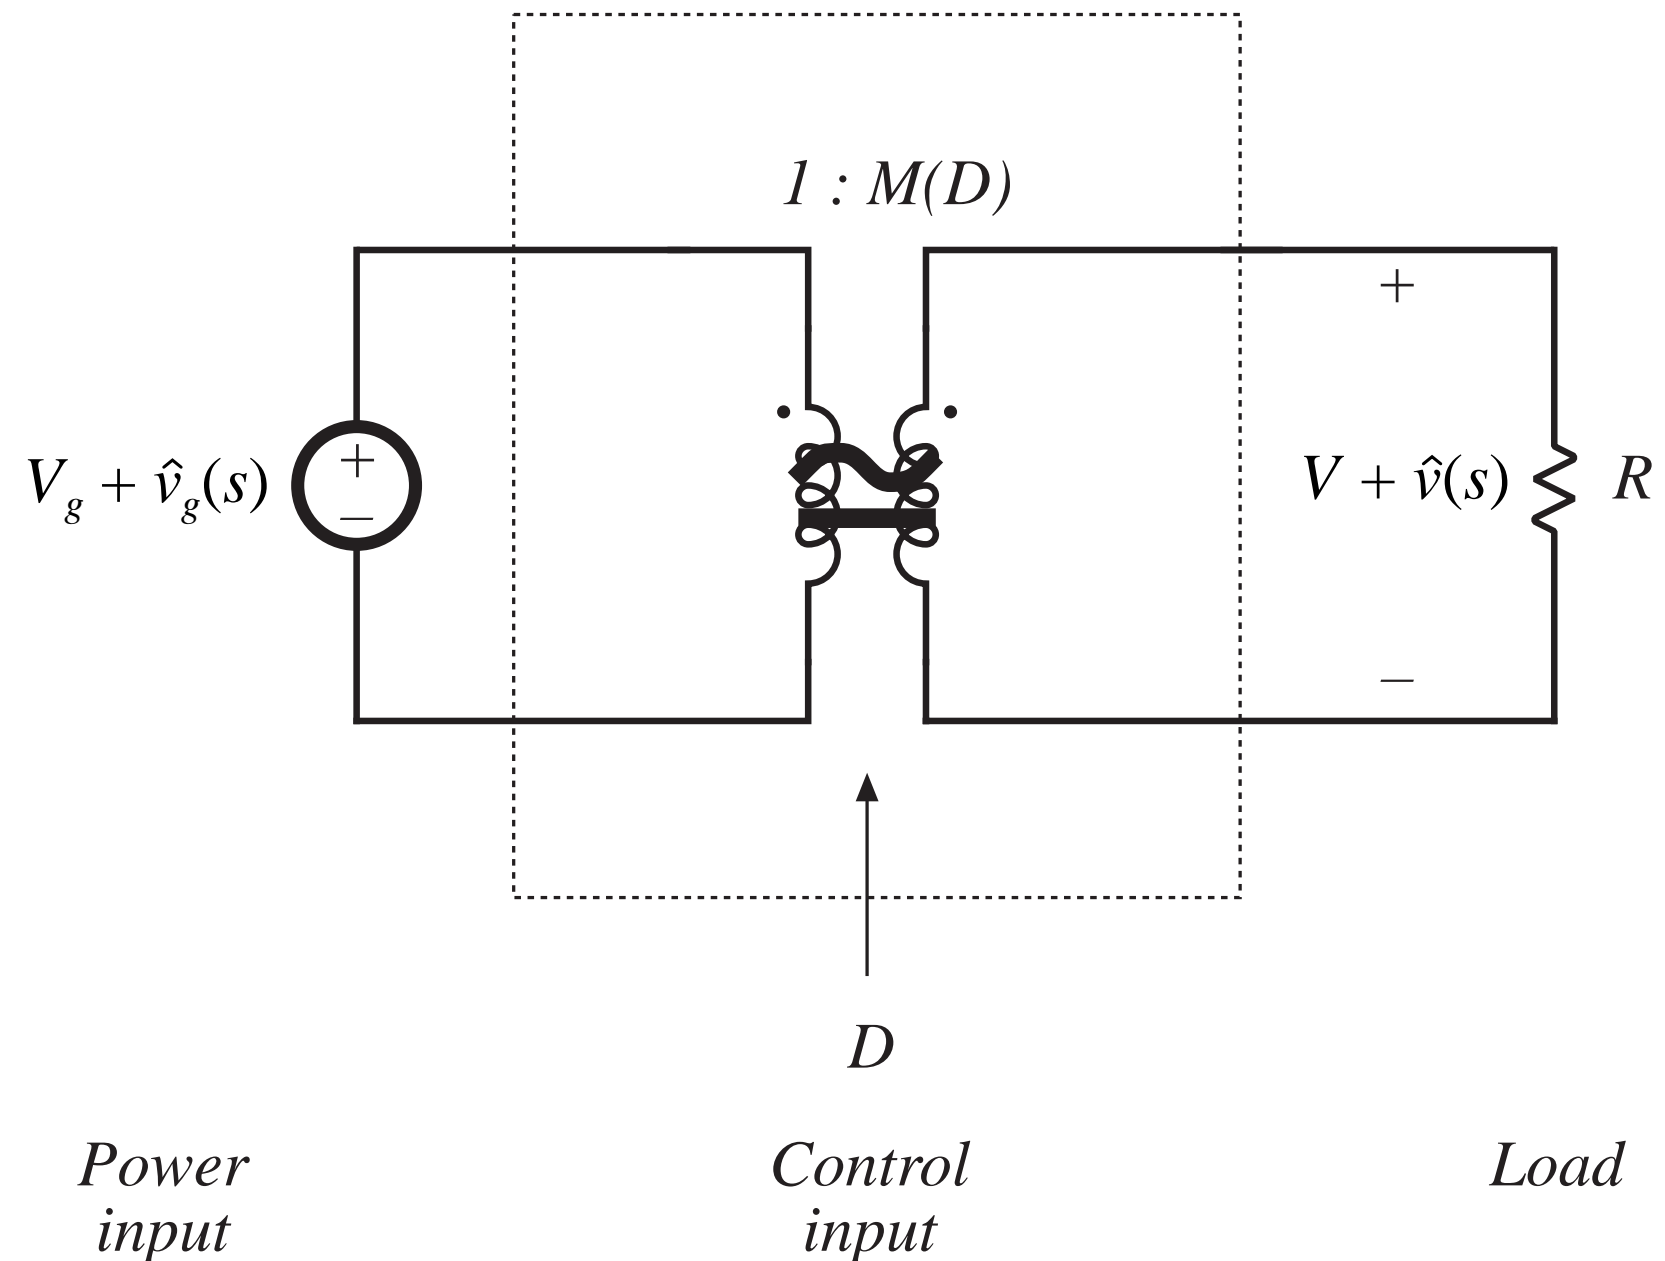 1 : M(D)
+
V_g + v̂_g(s)
+
–
V + v̂(s)
R
–
D
Power
input
Control
input
Load